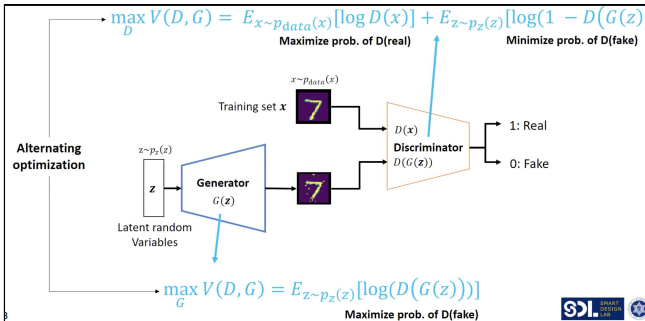 max_D V(D, G) = E_{x~p_data(x)}[log D(x)] + E_{z~p_z(z)}[log(1 − D(G(z)
Maximize prob. of D(real) Minimize prob. of D(fake)
x~p_data(x)
Training set x
D(x)
Discriminator
D(G(z))
1: Real
0: Fake
Alternating
optimization
z~p_z(z)
z
Generator
G(z)
Latent random
Variables
max_G V(D, G) = E_{z~p_z(z)}[log(D(G(z)))]
Maximize prob. of D(fake)
SDL SMART
DESIGN
LAB